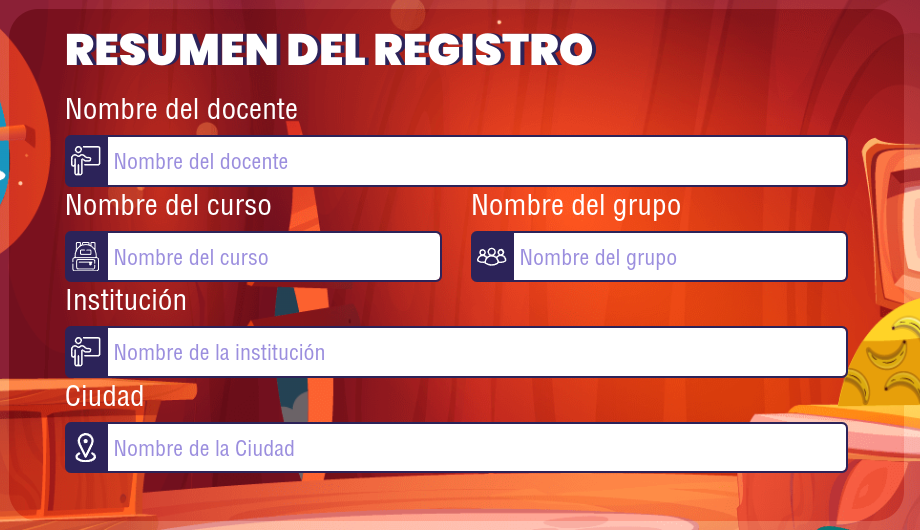 RESUMEN DEL REGISTRO
Nombre del docente
Nombre del docente
Nombre del curso
Nombre del grupo
Nombre del curso
Nombre del grupo
Institución
Nombre de la institución
Ciudad
Nombre de la Ciudad